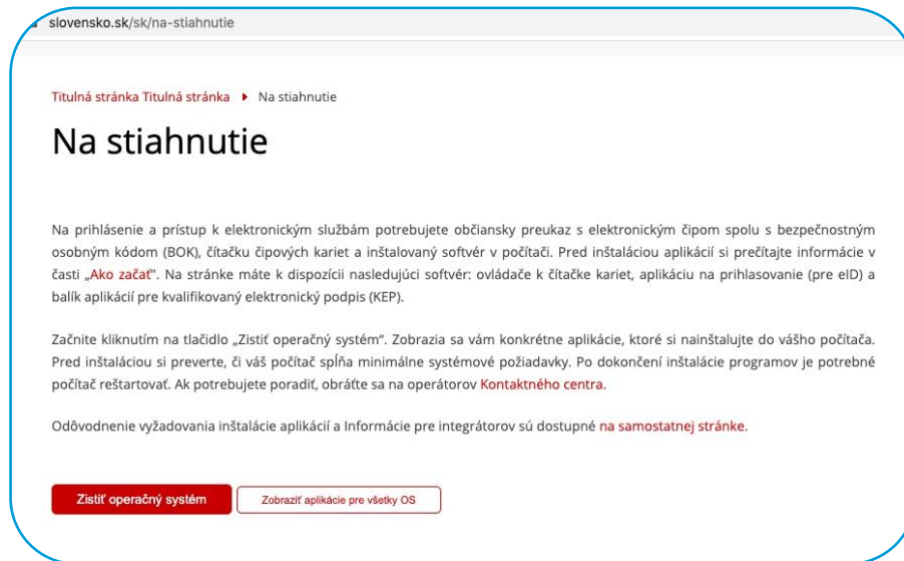 slovensko.sk/sk/na-stiahnutie
Titulná stránka Titulná stránka ▸ Na stiahnutie
Na stiahnutie
Na prihlásenie a prístup k elektronickým službám potrebujete občiansky preukaz s elektronickým čipom spolu s bezpečnostným
osobným kódom (BOK), čítačku čipových kariet a inštalovaný softvér v počítači. Pred inštaláciou aplikácií si prečítajte informácie v
časti „Ako začať“. Na stránke máte k dispozícii nasledujúci softvér: ovládače k čítačke kariet, aplikáciu na prihlasovanie (pre eID) a
balík aplikácií pre kvalifikovaný elektronický podpis (KEP).
Začnite kliknutím na tlačidlo „Zistiť operačný systém“. Zobrazia sa vám konkrétne aplikácie, ktoré si nainštalujte do vášho počítača.
Pred inštaláciou si preverte, či váš počítač spĺňa minimálne systémové požiadavky. Po dokončení inštalácie programov je potrebné
počítač reštartovať. Ak potrebujete poradiť, obráťte sa na operátorov Kontaktného centra.
Odôvodnenie vyžadovania inštalácie aplikácií a Informácie pre integrátorov sú dostupné na samostatnej stránke.
Zistiť operačný systém
Zobraziť aplikácie pre všetky OS